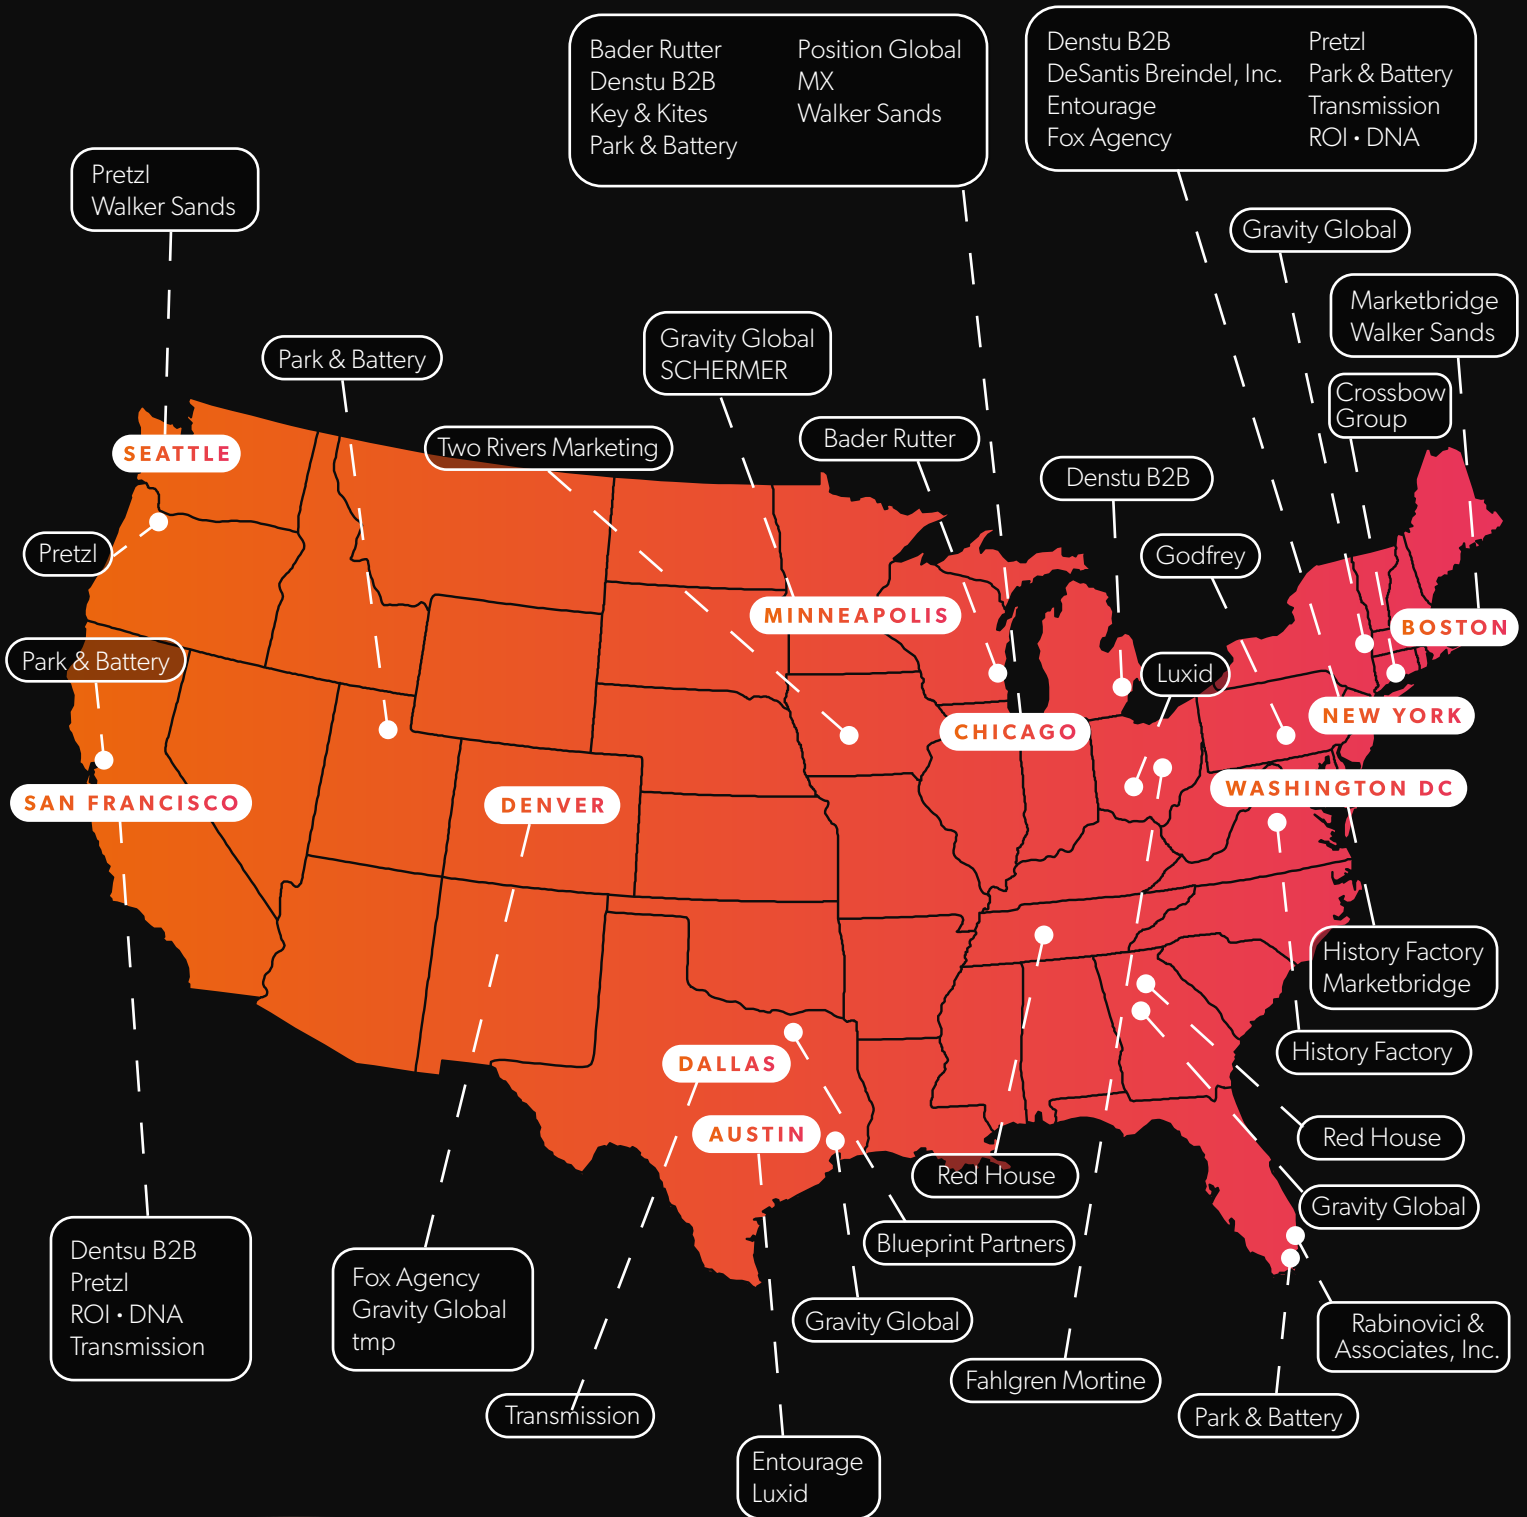 Bader Rutter
Denstu B2B
Key & Kites
Park & Battery
Position Global
MX
Walker Sands
Denstu B2B
DeSantis Breindel, Inc.
Entourage
Fox Agency
Pretzl
Park & Battery
Transmission
ROI • DNA
Pretzl
Walker Sands
Gravity Global
Marketbridge
Walker Sands
Park & Battery
Gravity Global
SCHERMER
Crossbow
Group
Two Rivers Marketing
Bader Rutter
SEATTLE
Denstu B2B
Pretzl
Godfrey
MINNEAPOLIS
BOSTON
Park & Battery
Luxid
CHICAGO
NEW YORK
SAN FRANCISCO
DENVER
WASHINGTON DC
History Factory
Marketbridge
History Factory
DALLAS
AUSTIN
Red House
Red House
Gravity Global
Blueprint Partners
Dentsu B2B
Pretzl
ROI • DNA
Transmission
Fox Agency
Gravity Global
tmp
Gravity Global
Rabinovici &
Associates, Inc.
Fahlgren Mortine
Transmission
Park & Battery
Entourage
Luxid